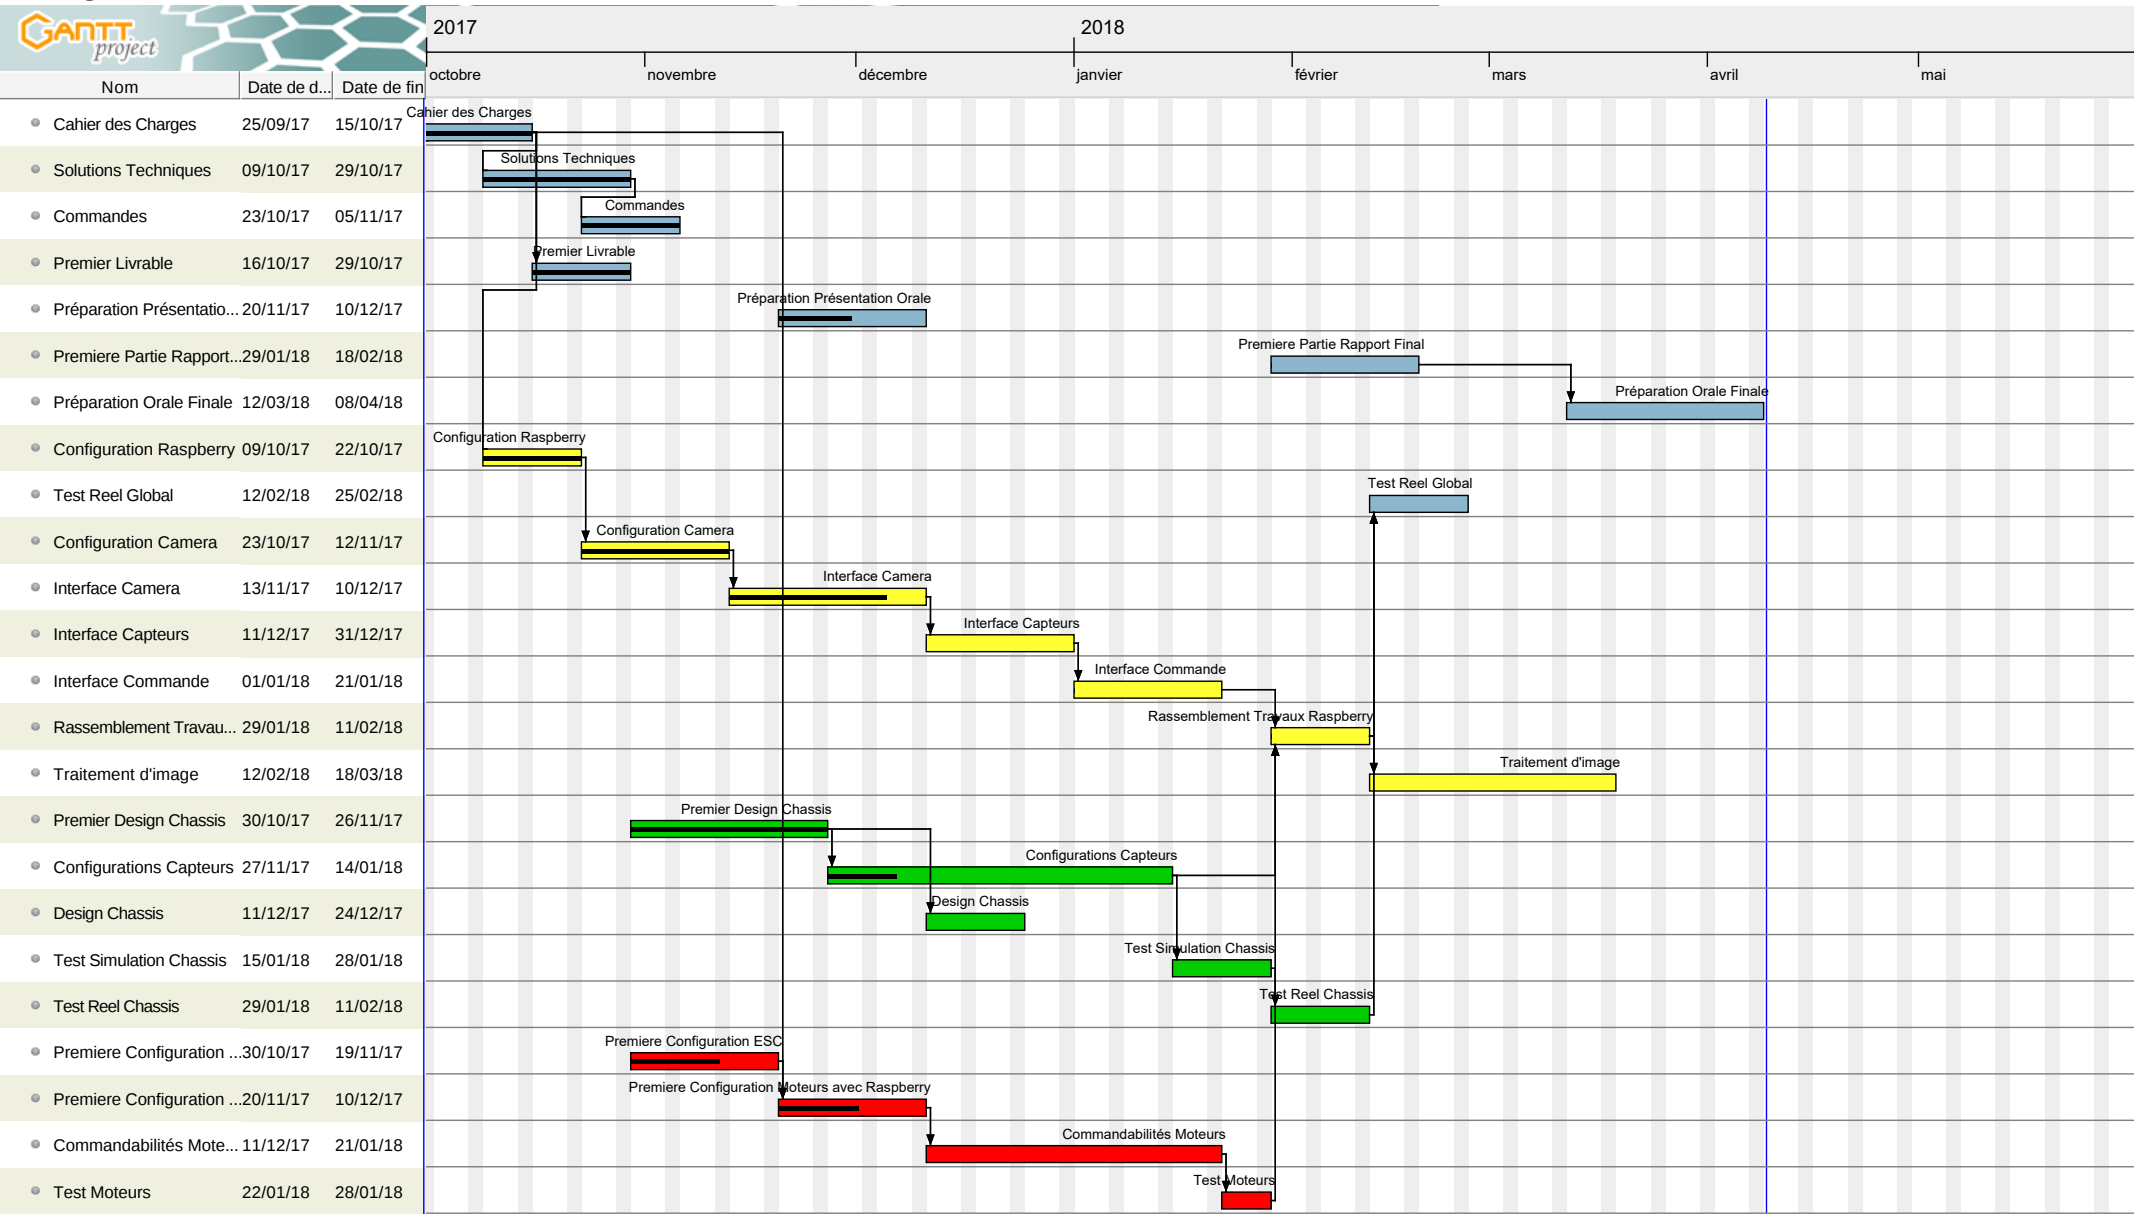 GANTT
project
2017
2018
octobre
novembre
décembre
janvier
février
mars
avril
mai
Nom
Date de d...
Date de fin
Cahier des Charges 25/09/17 15/10/17
Solutions Techniques 09/10/17 29/10/17
Commandes 23/10/17 05/11/17
Premier Livrable 16/10/17 29/10/17
Préparation Présentatio... 20/11/17 10/12/17
Premiere Partie Rapport... 29/01/18 18/02/18
Préparation Orale Finale 12/03/18 08/04/18
Configuration Raspberry 09/10/17 22/10/17
Test Reel Global 12/02/18 25/02/18
Configuration Camera 23/10/17 12/11/17
Interface Camera 13/11/17 10/12/17
Interface Capteurs 11/12/17 31/12/17
Interface Commande 01/01/18 21/01/18
Rassemblement Travau... 29/01/18 11/02/18
Traitement d'image 12/02/18 18/03/18
Premier Design Chassis 30/10/17 26/11/17
Configurations Capteurs 27/11/17 14/01/18
Design Chassis 11/12/17 24/12/17
Test Simulation Chassis 15/01/18 28/01/18
Test Reel Chassis 29/01/18 11/02/18
Premiere Configuration ... 30/10/17 19/11/17
Premiere Configuration ... 20/11/17 10/12/17
Commandabilités Mote... 11/12/17 21/01/18
Test Moteurs 22/01/18 28/01/18
Cahier des Charges
Solutions Techniques
Commandes
Premier Livrable
Préparation Présentation Orale
Premiere Partie Rapport Final
Préparation Orale Finale
Configuration Raspberry
Test Reel Global
Configuration Camera
Interface Camera
Interface Capteurs
Interface Commande
Rassemblement Travaux Raspberry
Traitement d'image
Premier Design Chassis
Configurations Capteurs
Design Chassis
Test Simulation Chassis
Test Reel Chassis
Premiere Configuration ESC
Premiere Configuration Moteurs avec Raspberry
Commandabilités Moteurs
Test Moteurs